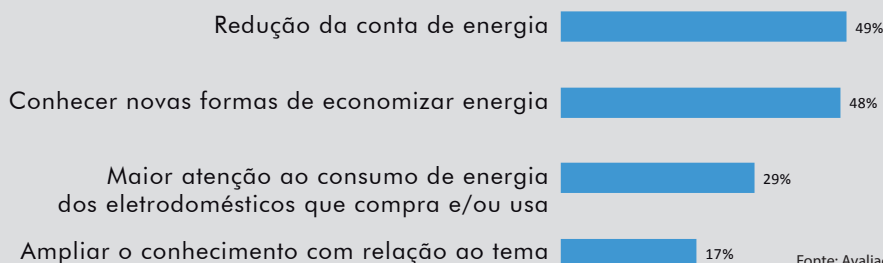 Redução da conta de energia 49%
Conhecer novas formas de economizar energia 48%
Maior atenção ao consumo de energia
dos eletrodomésticos que compra e/ou usa 29%
Ampliar o conhecimento com relação ao tema 17%
Fonte: